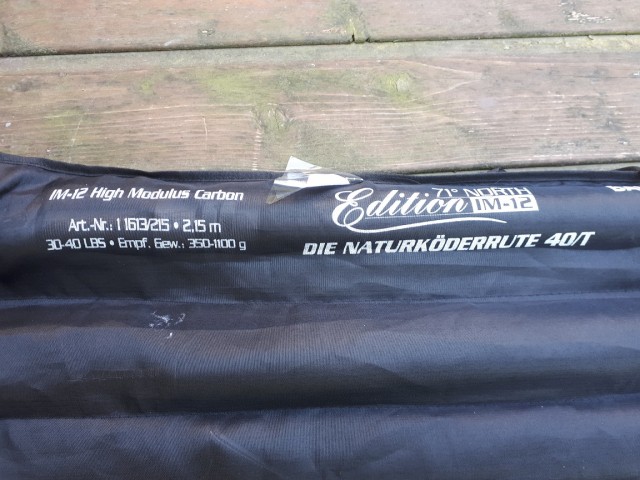 IM-12 High Modulus Carbon
Art.-Nr.: 1 1613/215 • 2,15 m
30-40 LBS • Empf. Gew.: 350-1100 g
71° NORTH
Edition IM-12
DIE NATURKÖDERRUTE 40/T